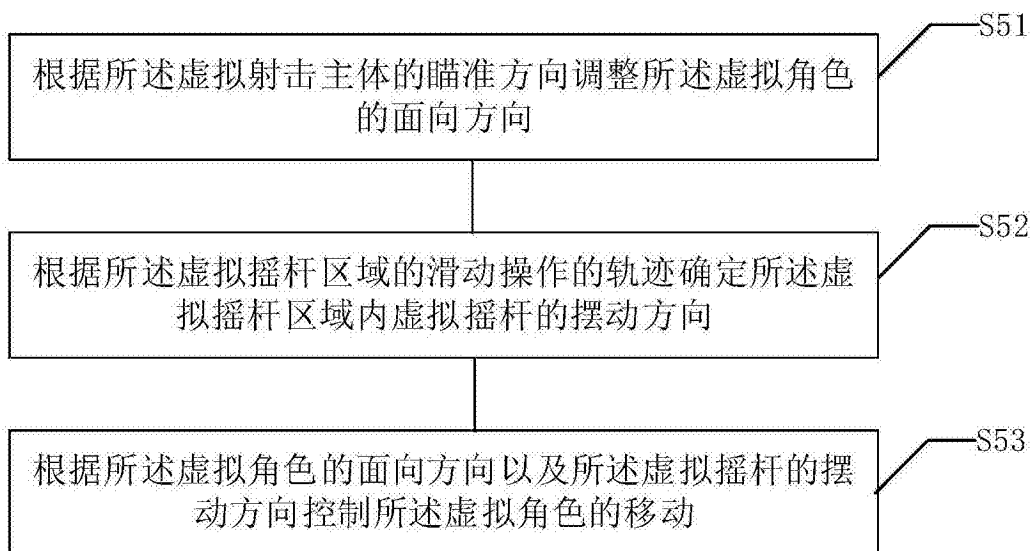 S51
根据所述虚拟射击主体的瞄准方向调整所述虚拟角色
的面向方向
S52
根据所述虚拟摇杆区域的滑动操作的轨迹确定所述虚
拟摇杆区域内虚拟摇杆的摆动方向
S53
根据所述虚拟角色的面向方向以及所述虚拟摇杆的摆
动方向控制所述虚拟角色的移动